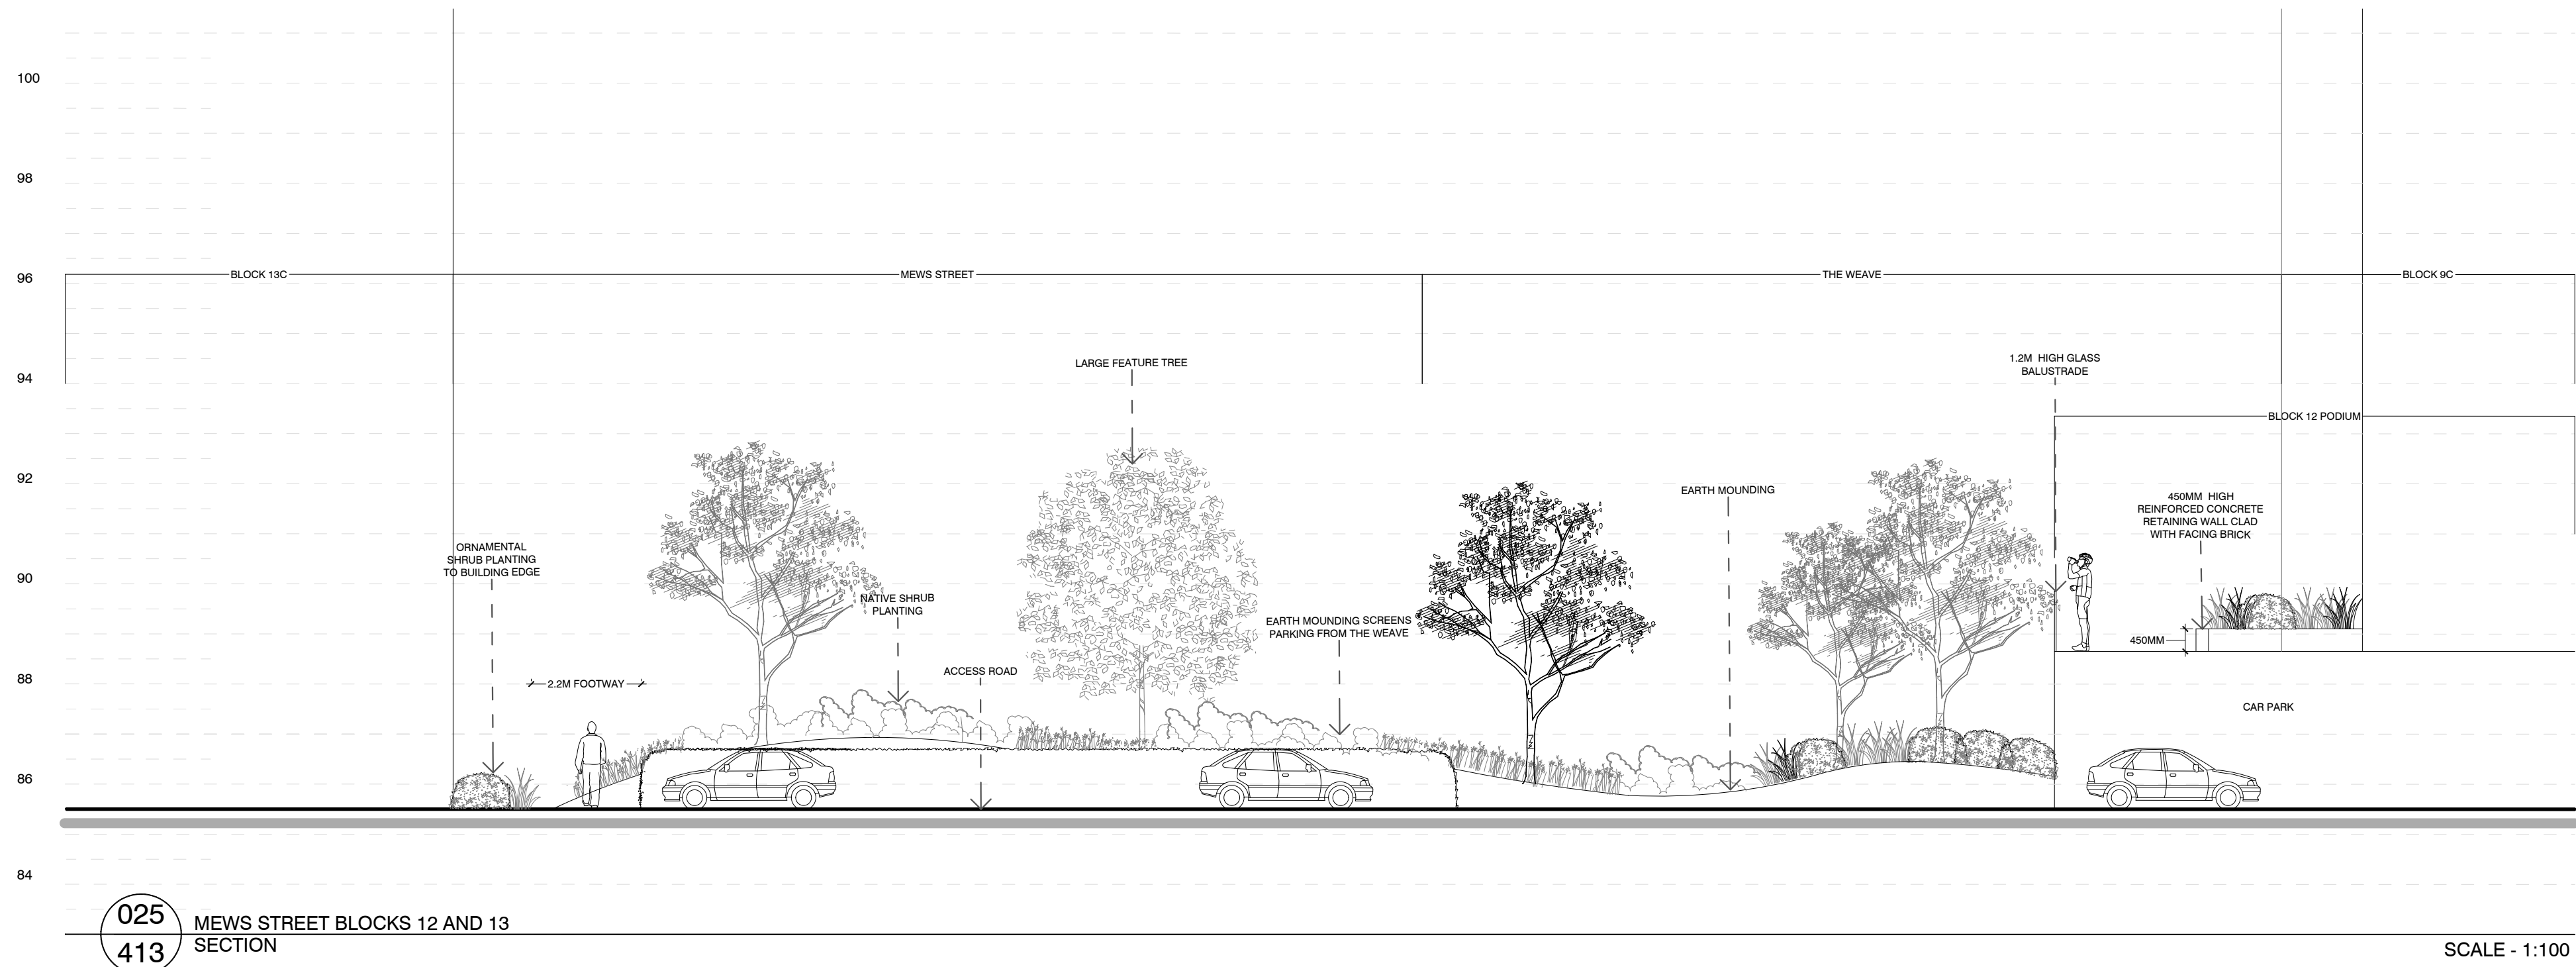 100
98
96
BLOCK 13C
MEWS STREET
THE WEAVE
BLOCK 9C
94
LARGE FEATURE TREE
1.2M HIGH GLASS
BALUSTRADE
BLOCK 12 PODIUM
92
EARTH MOUNDING
450MM HIGH
REINFORCED CONCRETE
RETAINING WALL CLAD
WITH FACING BRICK
ORNAMENTAL
SHRUB PLANTING
TO BUILDING EDGE
90
NATIVE SHRUB
PLANTING
EARTH MOUNDING SCREENS
PARKING FROM THE WEAVE
450MM
88
2.2M FOOTWAY
ACCESS ROAD
CAR PARK
86
84
025
413
MEWS STREET BLOCKS 12 AND 13
SECTION
SCALE - 1:100